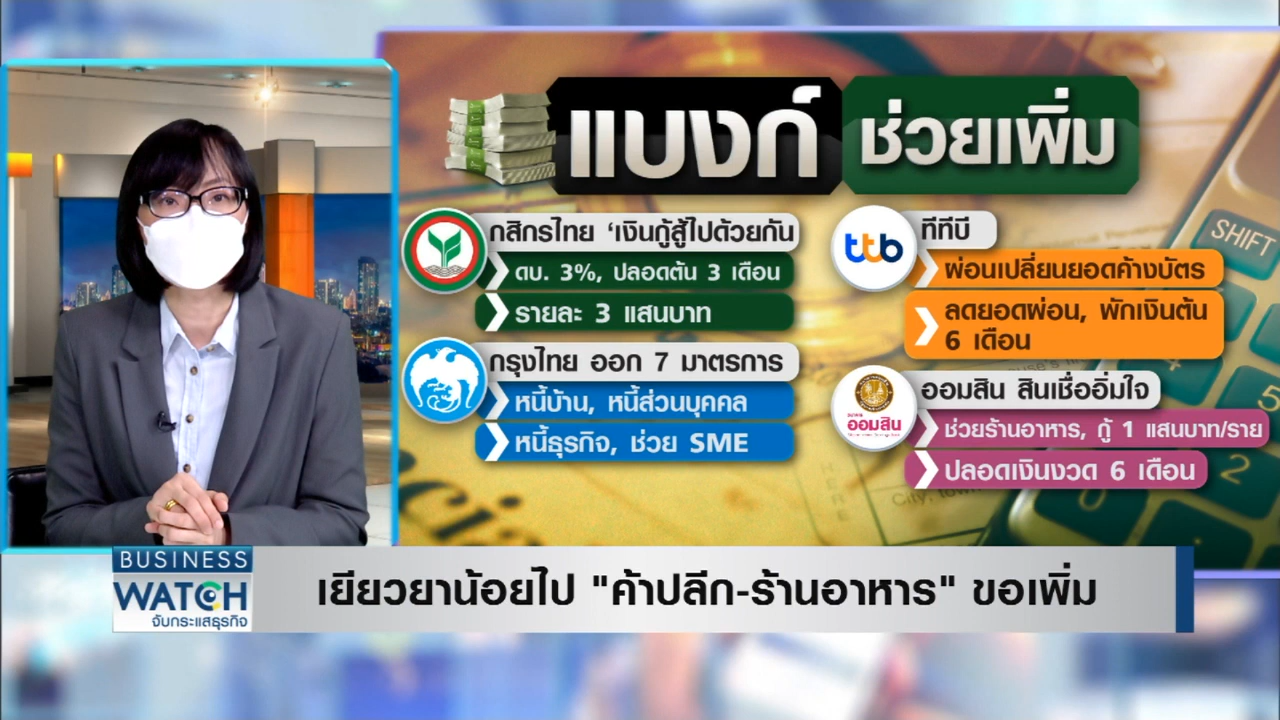 แบงก์ ช่วยเพิ่ม
กสิกรไทย ‘เงินกู้สู้ไปด้วยกัน
ดบ. 3%, ปลอดต้น 3 เดือน
รายละ 3 แสนบาท
กรุงไทย ออก 7 มาตรการ
หนี้บ้าน, หนี้ส่วนบุคคล
หนี้ธุรกิจ, ช่วย SME
ttb
ทีทีบี
ผ่อนเปลี่ยนยอดค้างบัตร
ลดยอดผ่อน, พักเงินต้น
6 เดือน
ออมสิน
ออมสิน สินเชื่ออิ่มใจ
ช่วยร้านอาหาร, กู้ 1 แสนบาท/ราย
ปลอดเงินงวด 6 เดือน
SHIFT
2
BUSINESS
WATCH
จับกระแสธุรกิจ
เยียวยาน้อยไป "ค้าปลีก-ร้านอาหาร" ขอเพิ่ม